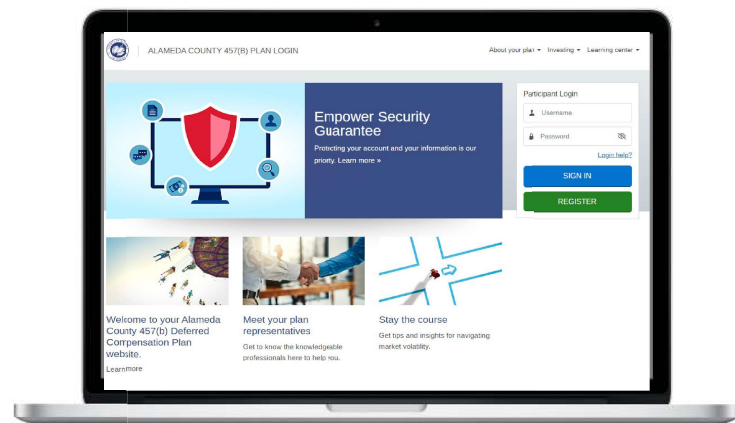 ALAMEDA COUNTY 457(B) PLAN LOGIN
About your plan Investing Learning center
Empower Security
Guarantee
Protecting your account and your information is our
priority. Learn more »
Participant Login
Username
Password
Login help?
SIGN IN
REGISTER
Welcome to your Alameda
County 457(b) Deferred
Compensation Plan
website.
Learn more
Meet your plan
representatives
Get to know the knowledgeable
professionals here to help you.
Stay the course
Get tips and insights for navigating
market volatility.